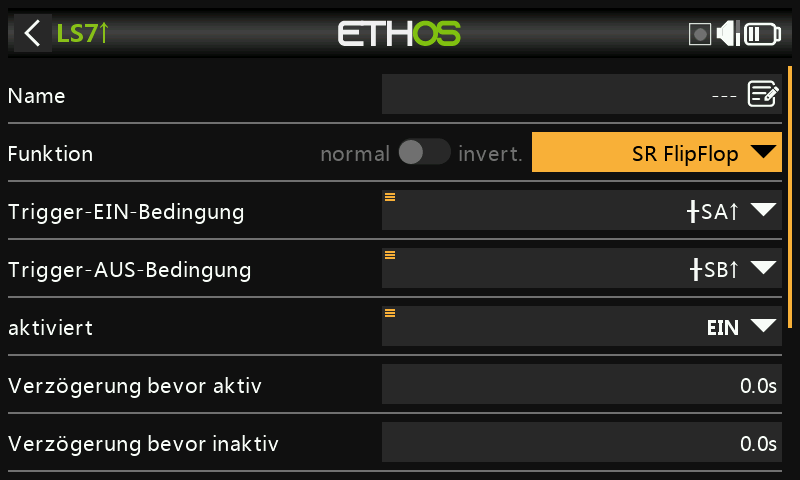 LS7↑ ETHOS
Name ---
Funktion normal invert. SR FlipFlop
Trigger-EIN-Bedingung ╂SA↑
Trigger-AUS-Bedingung ╂SB↑
aktiviert EIN
Verzögerung bevor aktiv 0.0s
Verzögerung bevor inaktiv 0.0s